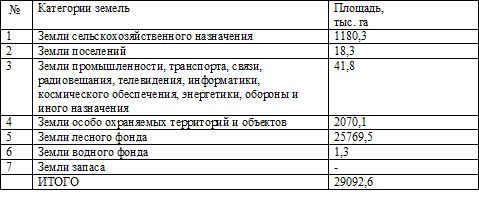 № Категории земель Площадь,
тыс. га
1 Земли сельскохозяйственного назначения 1180,3
2 Земли поселений 18,3
3 Земли промышленности, транспорта, связи, 41,8
радиовещания, телевидения, информатики,
космического обеспечения, энергетики, обороны и
иного назначения
4 Земли особо охраняемых территорий и объектов 2070,1
5 Земли лесного фонда 25769,5
6 Земли водного фонда 1,3
7 Земли запаса -
ИТОГО 29092,6